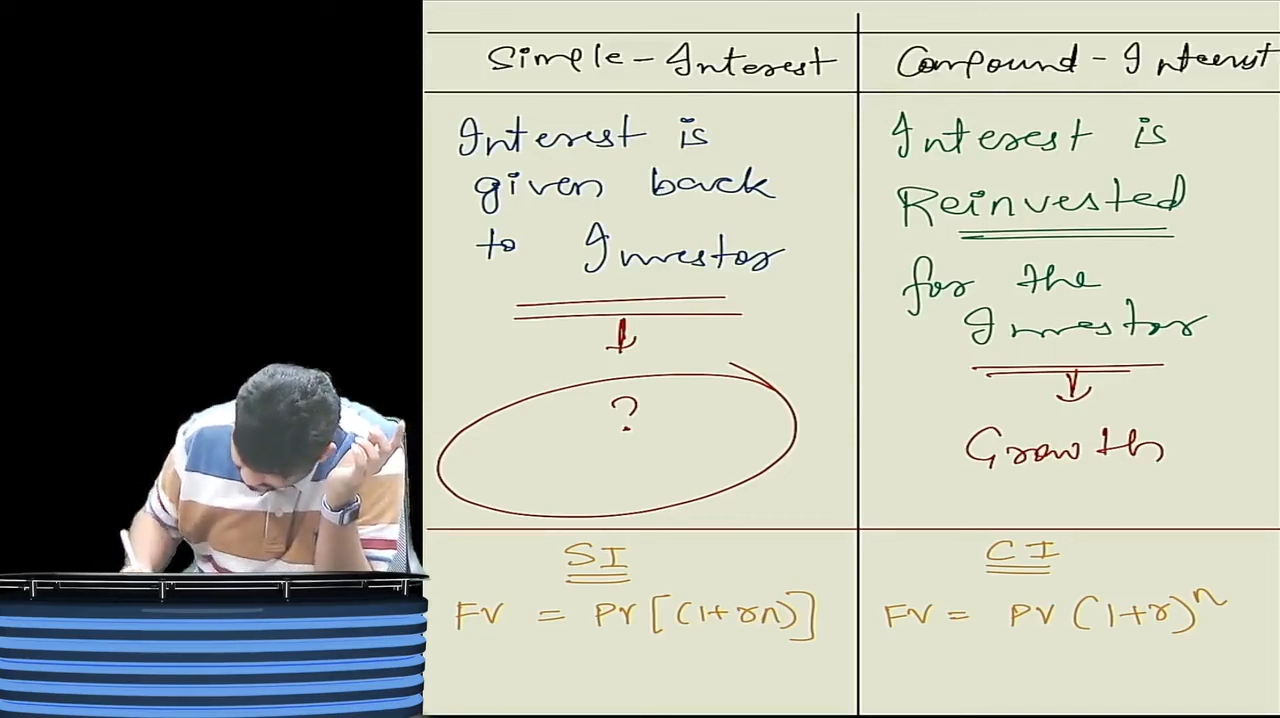 Simple - Interest
Compound - Interest
Interest is
given back
to Investor
?
Interest is
Reinvested
for the
Investor
Growth
SI
FV = PV [(1+rn)]
CI
FV = PV (1+r)^n